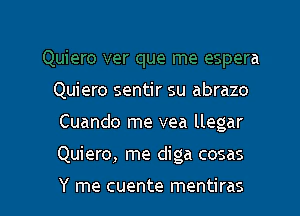 Quiero ver que me espera
Quiero sentir su abrazo
Cuando me vea llegar
Quiero, me diga cosas
Y me cuente mentiras